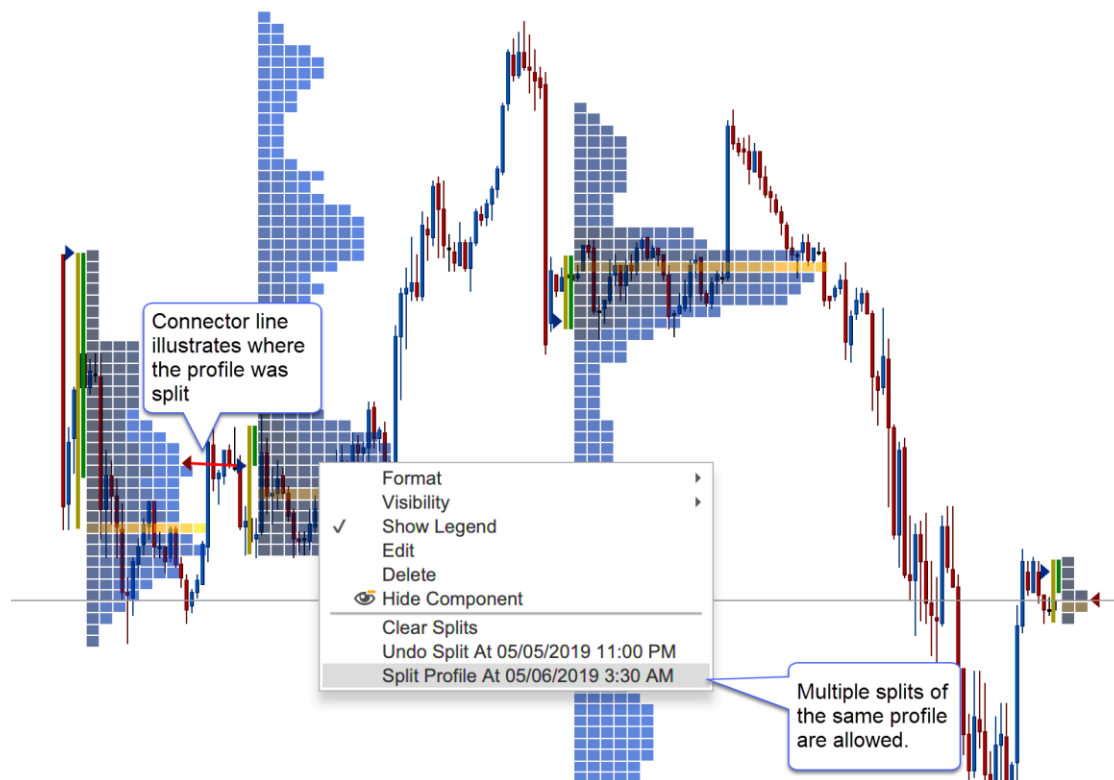 Connector line
illustrates where
the profile was
split
Format
Visibility
✓ Show Legend
Edit
Delete
Hide Component
Clear Splits
Undo Split At 05/05/2019 11:00 PM
Split Profile At 05/06/2019 3:30 AM
Multiple splits of
the same profile
are allowed.